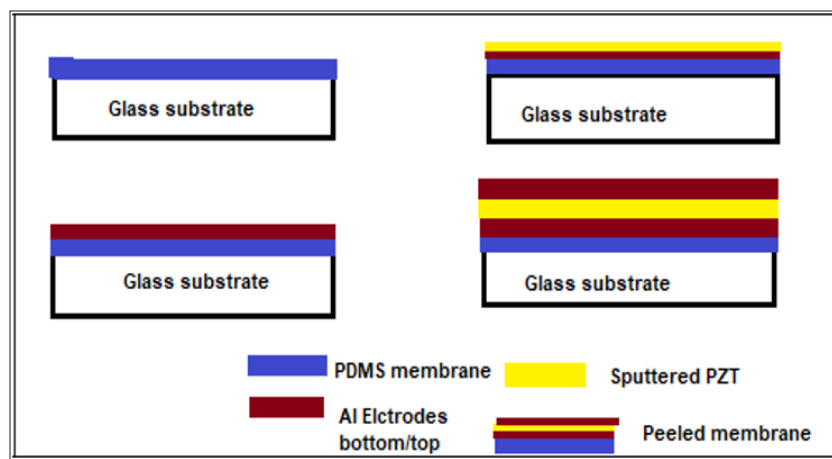 Glass substrate
Glass substrate
Glass substrate
Glass substrate
PDMS membrane
Sputtered PZT
Al Elctrodes
bottom/top
Peeled membrane